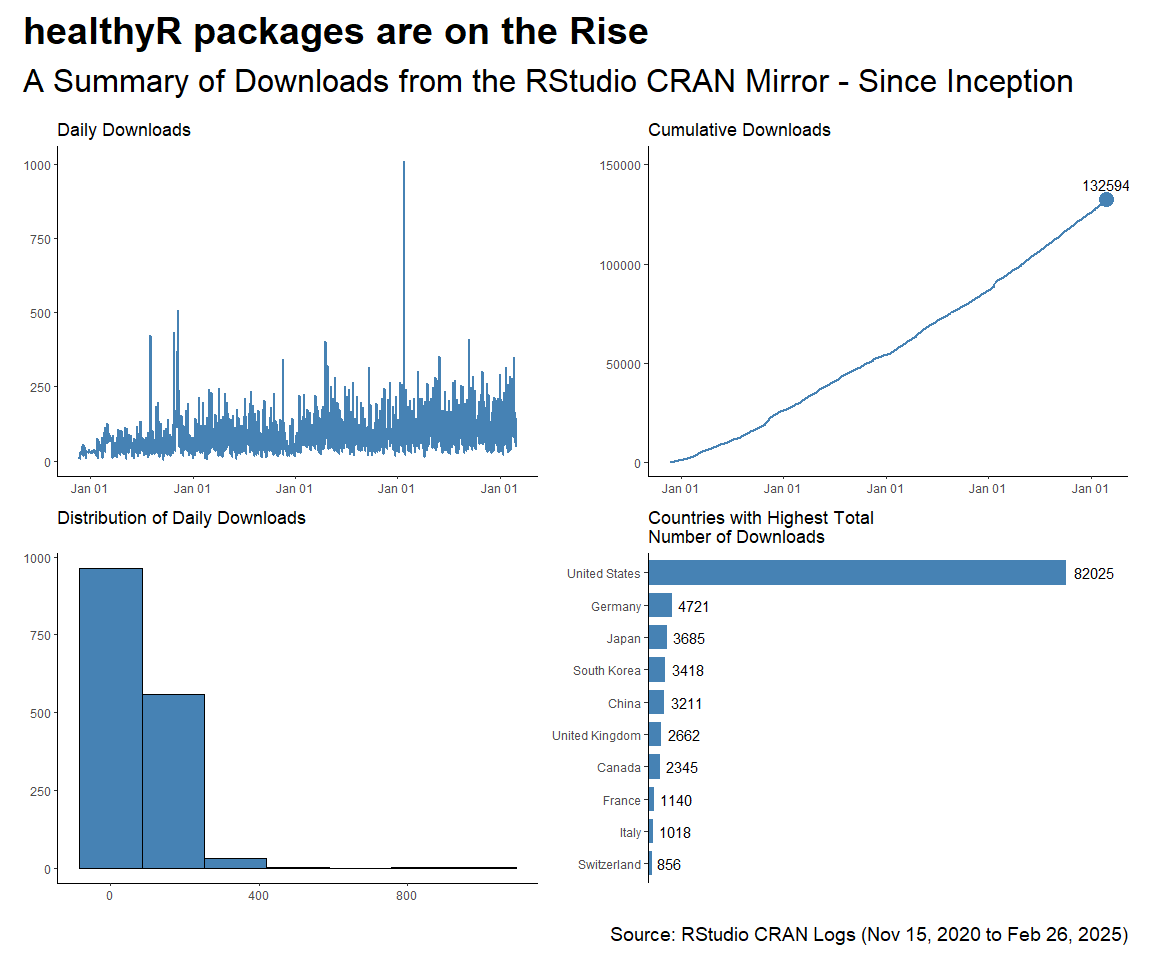 healthyR packages are on the Rise
A Summary of Downloads from the RStudio CRAN Mirror - Since Inception
Daily Downloads
1000
750
500
250
0
Jan 01 Jan 01 Jan 01 Jan 01 Jan 01
Cumulative Downloads
150000
100000
50000
0
132594
Jan 01 Jan 01 Jan 01 Jan 01 Jan 01
Distribution of Daily Downloads
1000
750
500
250
0
0 400 800
Countries with Highest Total
Number of Downloads
United States 82025
Germany 4721
Japan 3685
South Korea 3418
China 3211
United Kingdom 2662
Canada 2345
France 1140
Italy 1018
Switzerland 856
Source: RStudio CRAN Logs (Nov 15, 2020 to Feb 26, 2025)